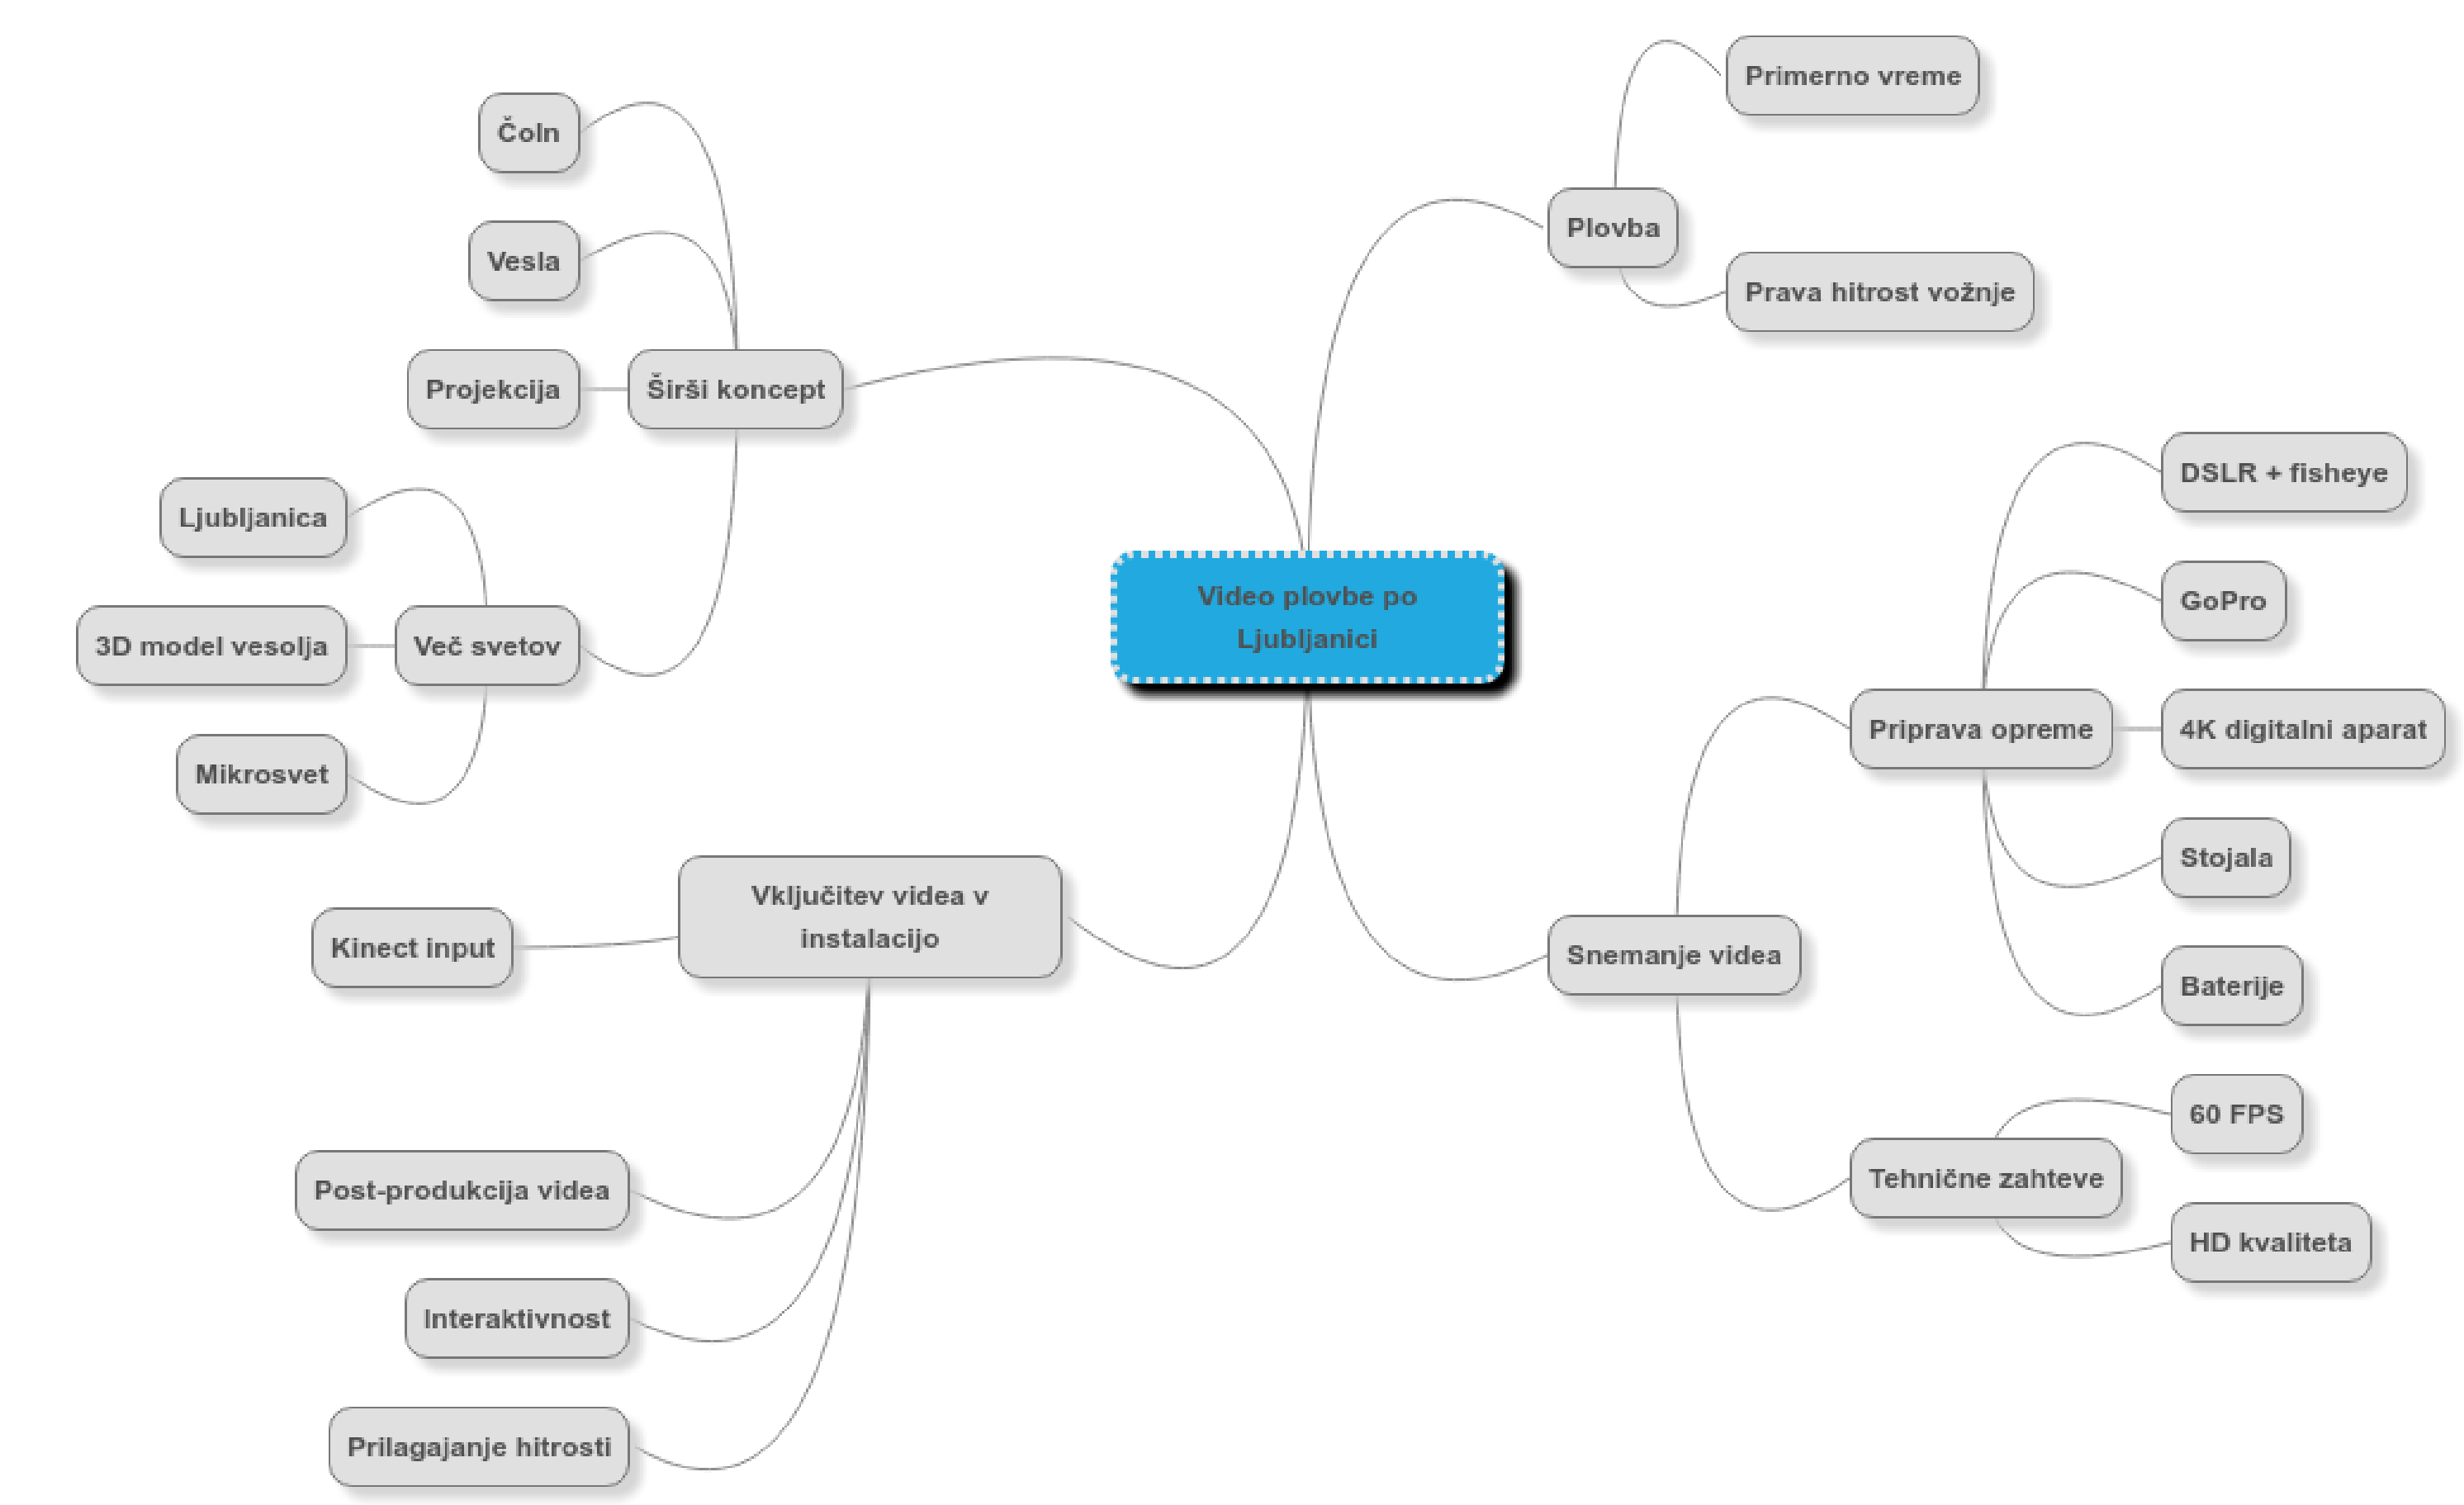 Primerno vreme
Čoln
Plovba
Vesla
Prava hitrost vožnje
Projekcija
Širši koncept
DSLR + fisheye
Ljubljanica
Video plovbe po
Ljubljanici
GoPro
3D model vesolja
Več svetov
Priprava opreme
4K digitalni aparat
Mikrosvet
Stojala
Vključitev videa v
instalacijo
Kinect input
Snemanje videa
Baterije
60 FPS
Post-produkcija videa
Tehnične zahteve
HD kvaliteta
Interaktivnost
Prilagajanje hitrosti